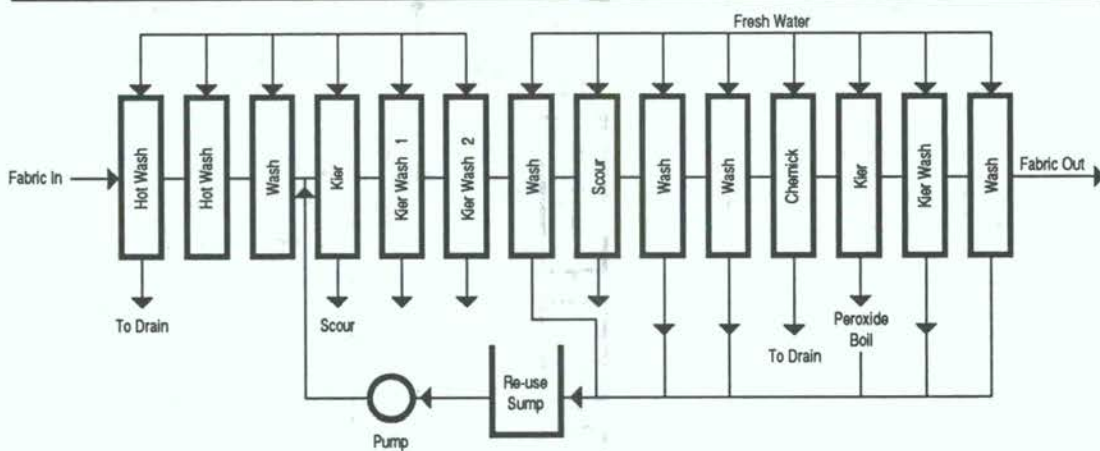 Fresh Water
Fabric In
Hot Wash
Hot Wash
Wash
Kier
Kier Wash 1
Kier Wash 2
Wash
Scour
Wash
Wash
Chemick
Kier
Kier Wash
Wash
Fabric Out
To Drain
Scour
To Drain
Peroxide
Boil
Re-use
Sump
Pump